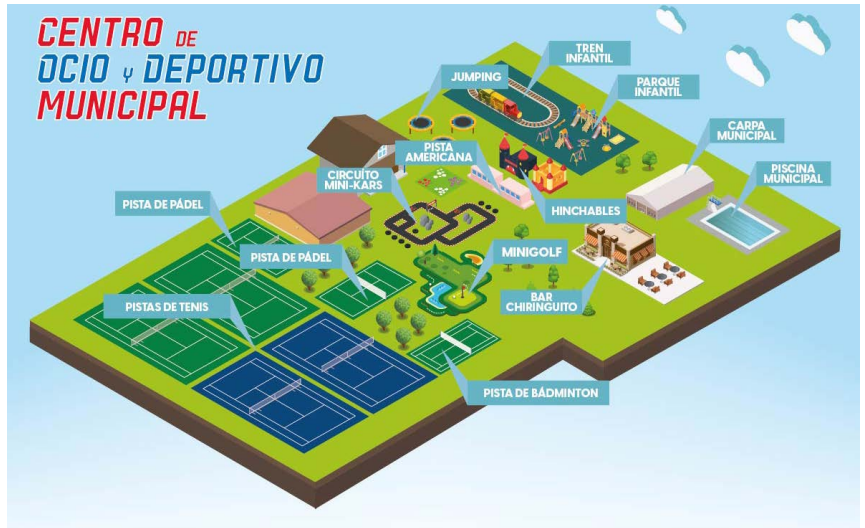 CENTRO DE
OCIO Y DEPORTIVO
MUNICIPAL
TREN
INFANTIL
JUMPING
PARQUE
INFANTIL
CARPA
MUNICIPAL
PISTA
AMERICANA
PISCINA
MUNICIPAL
CIRCUÍTO
MINI-KARS
PISTA DE PÁDEL
HINCHABLES
PISTA DE PÁDEL
MINIGOLF
PISTAS DE TENIS
BAR
CHIRINGUITO
PISTA DE BÁDMINTON